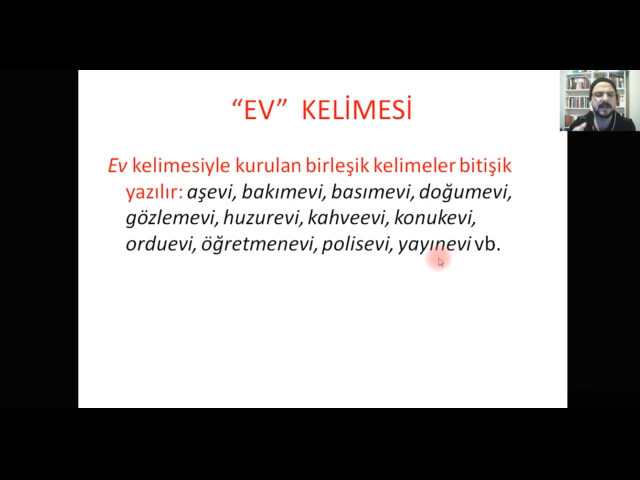 “EV” KELİMESİ
Ev kelimesiyle kurulan birleşik kelimeler bitişik
yazılır: aşevi, bakımevi, basımevi, doğumevi,
gözlemevi, huzurevi, kahveevi, konukevi,
orduevi, öğretmenevi, polisevi, yayınevi vb.